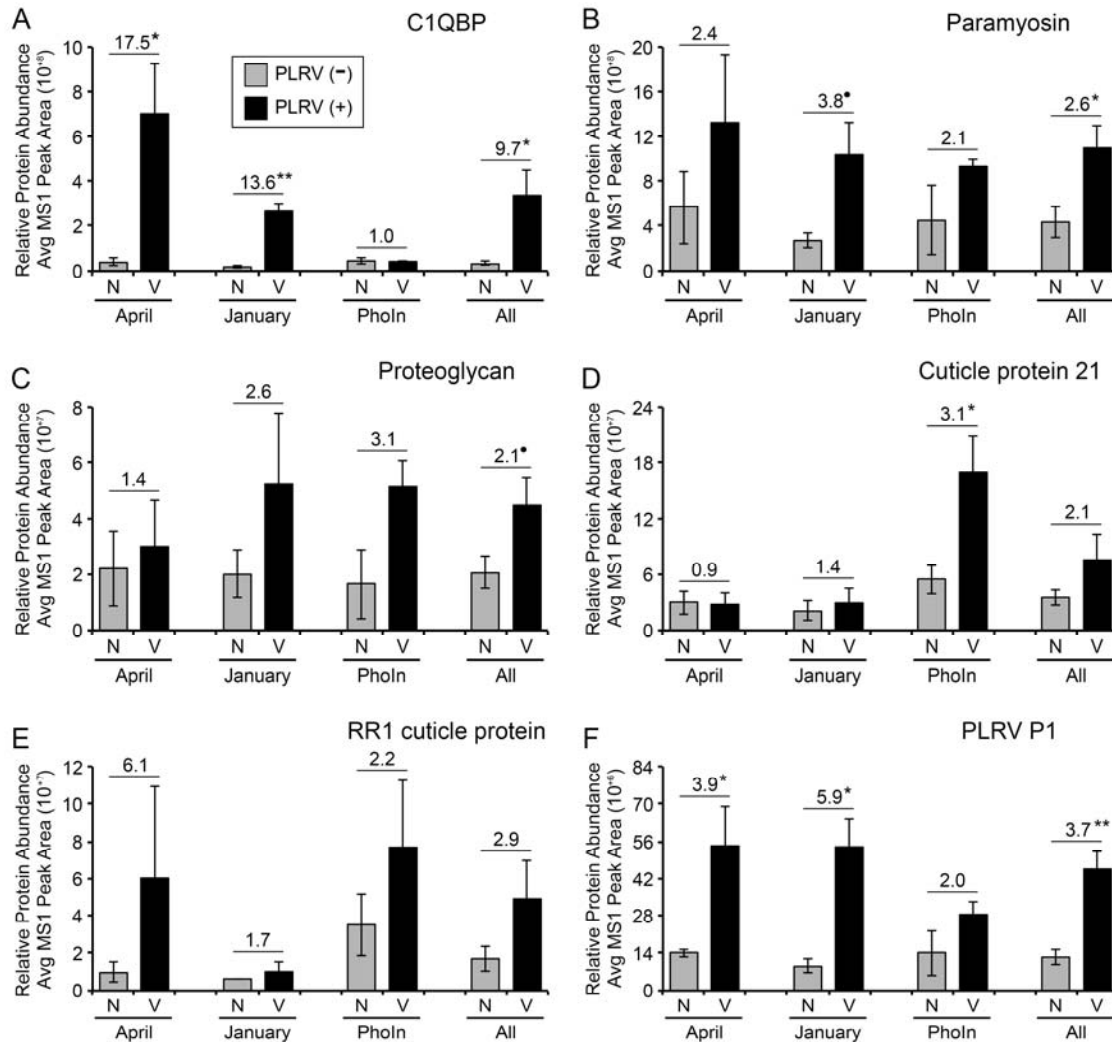 A
C1QBP
Relative Protein Abundance
Avg MS1 Peak Area (10⁺⁸)
10
8
6
4
2
0
17.5*
13.6**
1.0
9.7*
PLRV (−)
PLRV (+)
N V N V N V N V
April January PhoIn All
B
Paramyosin
Relative Protein Abundance
Avg MS1 Peak Area (10⁺⁸)
20
16
12
8
4
0
2.4
3.8•
2.1
2.6*
N V N V N V N V
April January PhoIn All
C
Proteoglycan
Relative Protein Abundance
Avg MS1 Peak Area (10⁺⁷)
8
6
4
2
0
1.4
2.6
3.1
2.1•
N V N V N V N V
April January PhoIn All
D
Cuticle protein 21
Relative Protein Abundance
Avg MS1 Peak Area (10⁺⁷)
24
18
12
6
0
0.9
1.4
3.1*
2.1
N V N V N V N V
April January PhoIn All
E
RR1 cuticle protein
Relative Protein Abundance
Avg MS1 Peak Area (10⁺⁷)
12
10
8
6
4
2
0
6.1
1.7
2.2
2.9
N V N V N V N V
April January PhoIn All
F
PLRV P1
Relative Protein Abundance
Avg MS1 Peak Area (10⁺⁶)
84
70
56
42
28
14
0
3.9*
5.9*
2.0
3.7**
N V N V N V N V
April January PhoIn All